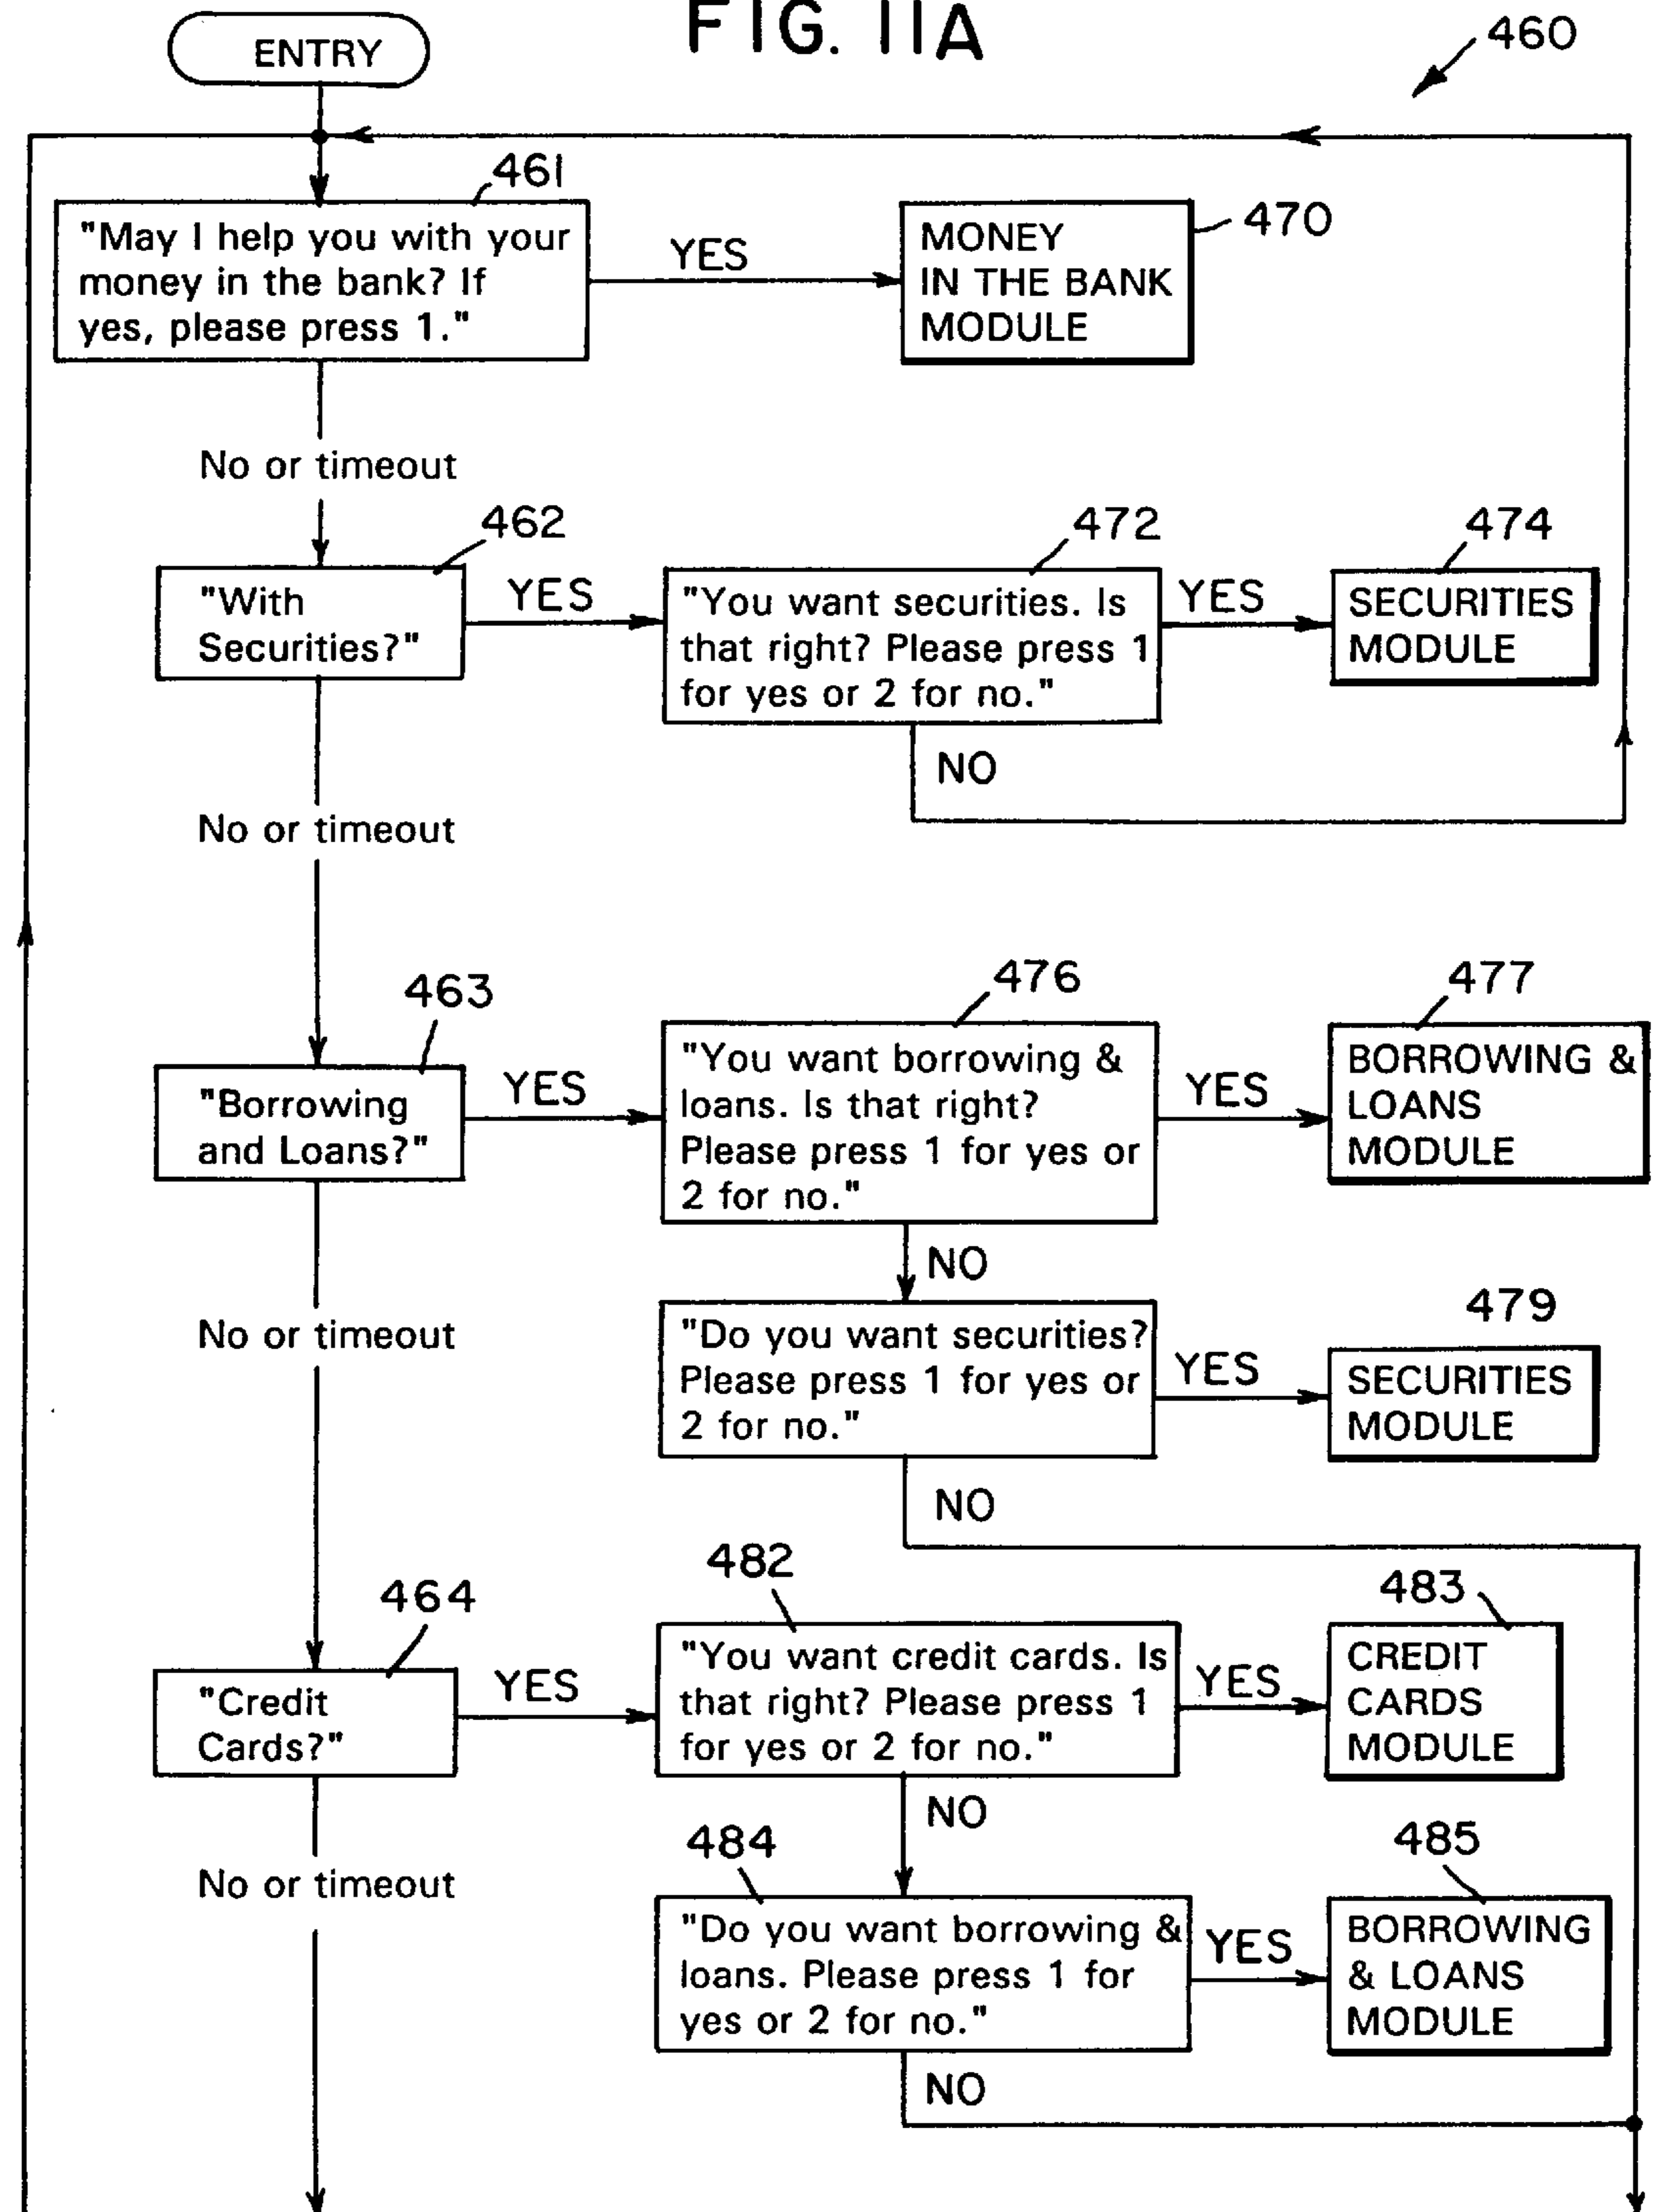 FIG. 11A
460
ENTRY
461
"May I help you with your
money in the bank? If
yes, please press 1."
YES
470
MONEY
IN THE BANK
MODULE
No or timeout
462
"With
Securities?"
YES
472
"You want securities. Is
that right? Please press 1
for yes or 2 for no."
YES
474
SECURITIES
MODULE
NO
No or timeout
463
"Borrowing
and Loans?"
YES
476
"You want borrowing &
loans. Is that right?
Please press 1 for yes or
2 for no."
YES
477
BORROWING &
LOANS
MODULE
NO
No or timeout
"Do you want securities?
Please press 1 for yes or
2 for no."
YES
479
SECURITIES
MODULE
NO
464
"Credit
Cards?"
YES
482
"You want credit cards. Is
that right? Please press 1
for yes or 2 for no."
YES
483
CREDIT
CARDS
MODULE
NO
No or timeout
484
"Do you want borrowing &
loans. Please press 1 for
yes or 2 for no."
YES
485
BORROWING
& LOANS
MODULE
NO